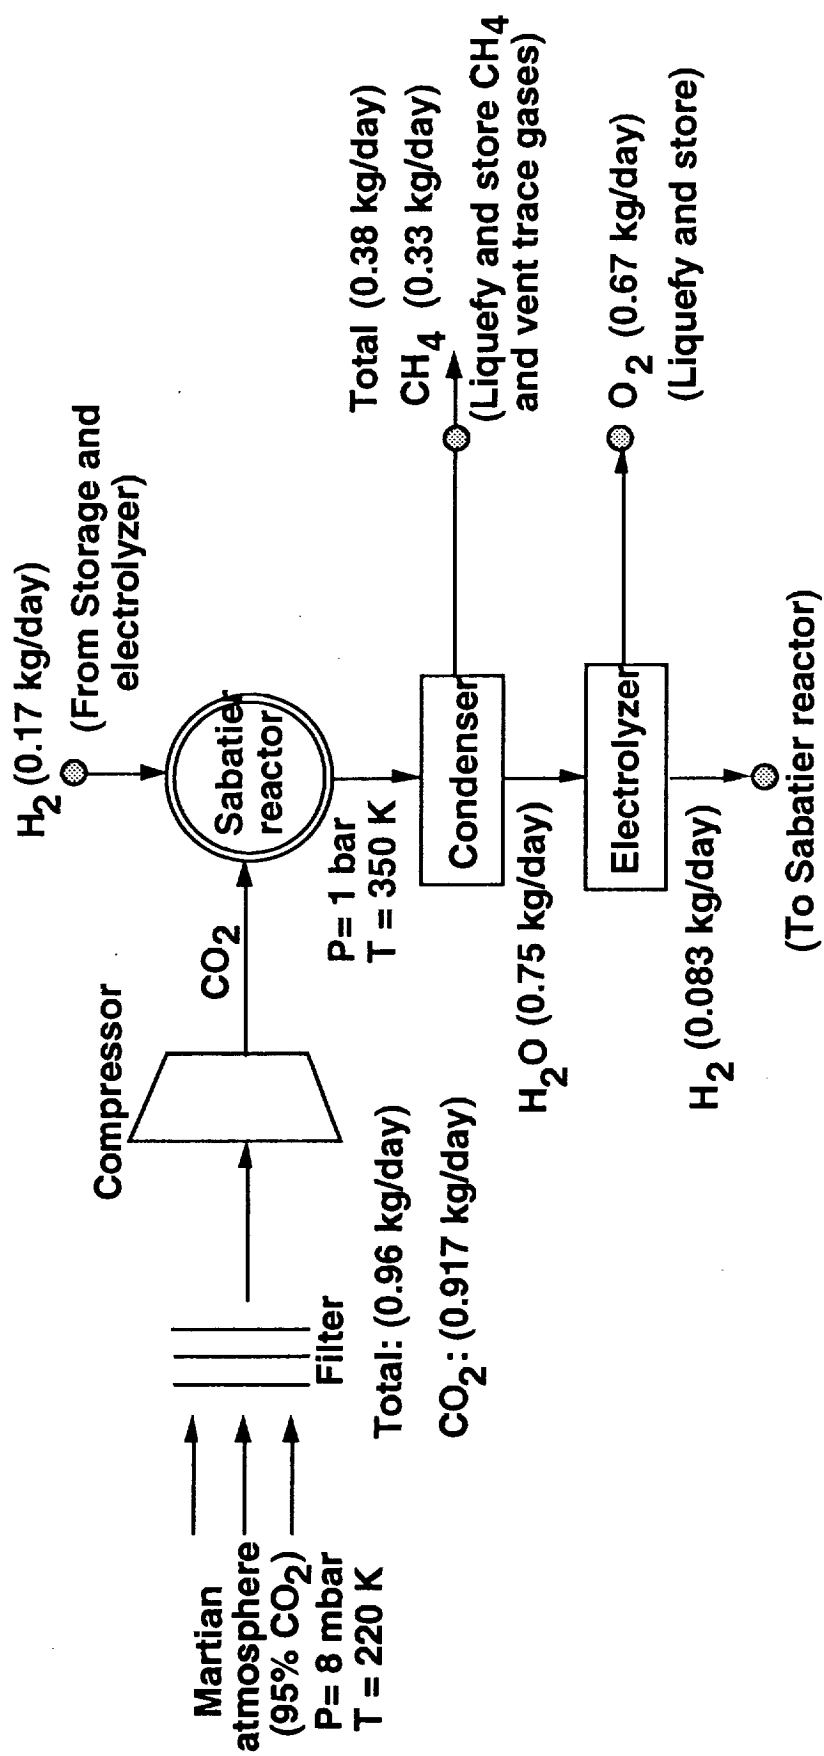 Martian
atmosphere
(95% CO2)
P= 8 mbar
T = 220 K
Filter
Total: (0.96 kg/day)
CO2: (0.917 kg/day)
Compressor
CO2
H2 (0.17 kg/day)
(From Storage and
electrolyzer)
Sabatier
reactor
P= 1 bar
T = 350 K
Condenser
Total (0.38 kg/day)
CH4 (0.33 kg/day)
(Liquefy and store CH4
and vent trace gases)
H2O (0.75 kg/day)
Electrolyzer
O2 (0.67 kg/day)
(Liquefy and store)
H2 (0.083 kg/day)
(To Sabatier reactor)